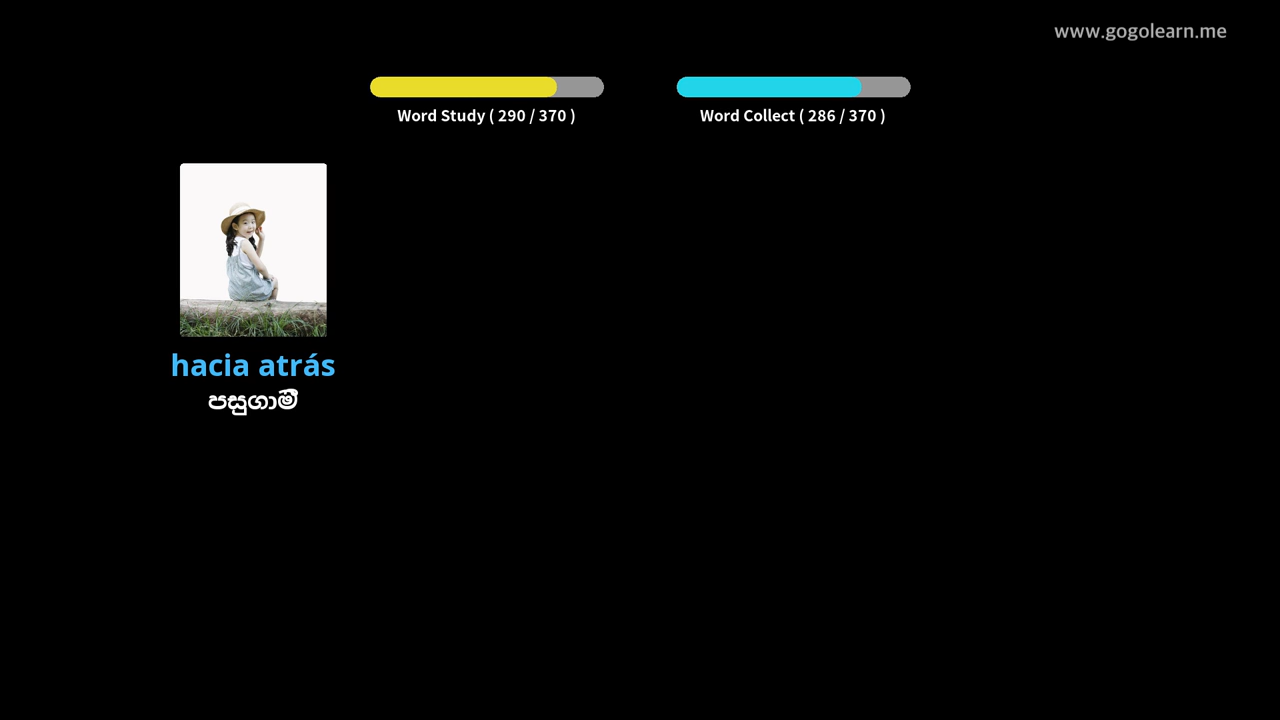 www.gogolearn.me
Word Study ( 290 / 370 )
Word Collect ( 286 / 370 )
hacia atrás
පසුගාමී